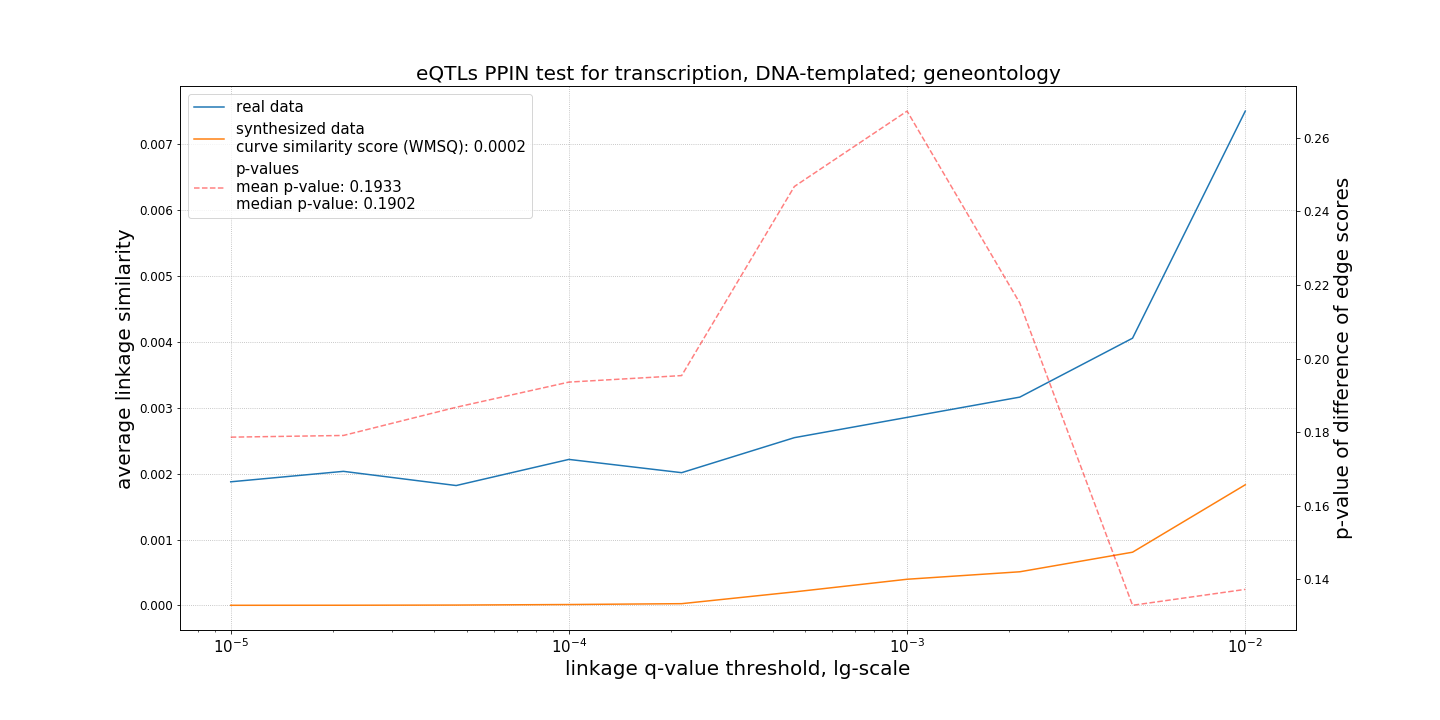 eQTLs PPIN test for transcription, DNA-templated; geneontology
real data
synthesized data
curve similarity score (WMSQ): 0.0002
p-values
mean p-value: 0.1933
median p-value: 0.1902
average linkage similarity
0.007
0.006
0.005
0.004
0.003
0.002
0.001
0.000
0.26
0.24
0.22
0.20
0.18
0.16
0.14
p-value of difference of edge scores
10⁻⁵ 10⁻⁴ 10⁻³ 10⁻²
linkage q-value threshold, lg-scale